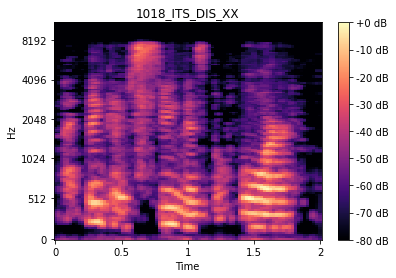 1018_ITS_DIS_XX
8192
4096
2048
1024
512
0
Hz
0
0.5
1
1.5
2
Time
+0 dB
-10 dB
-20 dB
-30 dB
-40 dB
-50 dB
-60 dB
-70 dB
-80 dB